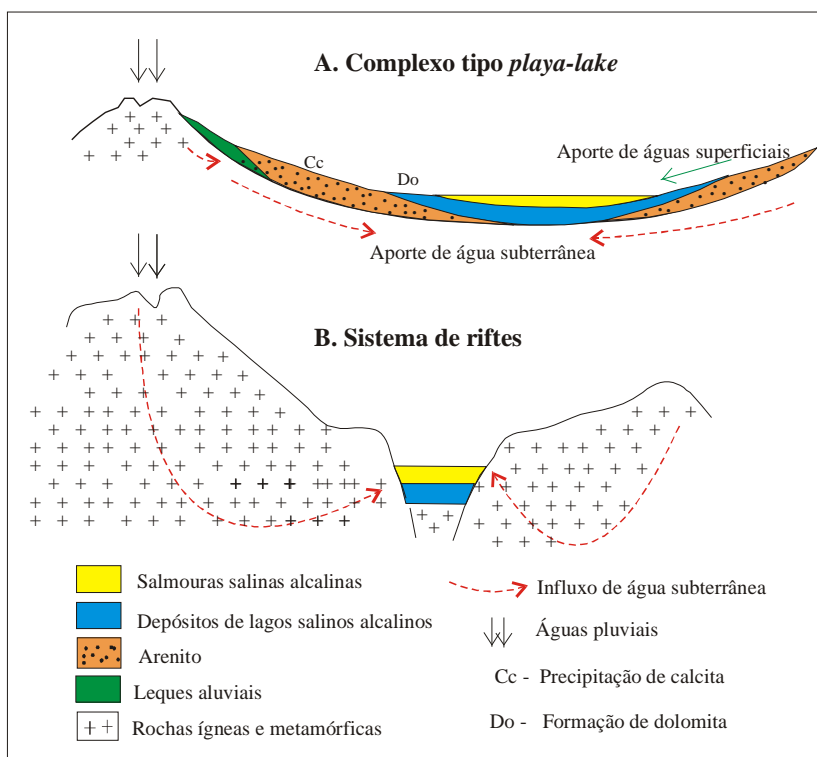 A. Complexo tipo playa-lake
Cc
Do
Aporte de águas superficiais
Aporte de água subterrânea
B. Sistema de riftes
Salmouras salinas alcalinas
Depósitos de lagos salinos alcalinos
Arenito
Leques aluviais
Rochas ígneas e metamórficas
Influxo de água subterrânea
Águas pluviais
Cc - Precipitação de calcita
Do - Formação de dolomita